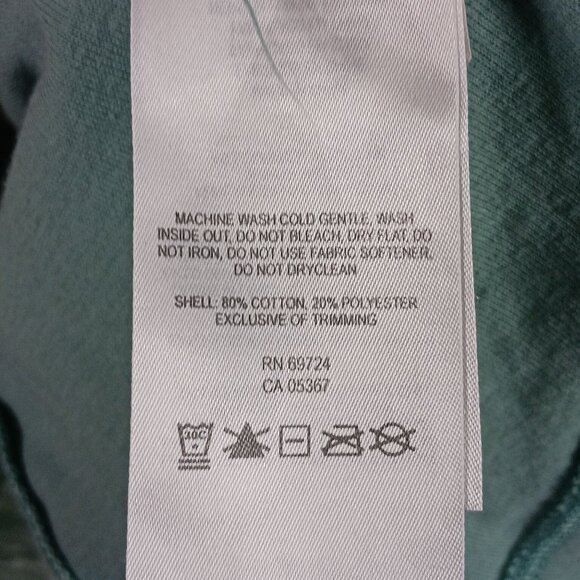 MACHINE WASH COLD GENTLE, WASH
INSIDE OUT, DO NOT BLEACH, DRY FLAT, DO
NOT IRON, DO NOT USE FABRIC SOFTENER,
DO NOT DRYCLEAN
SHELL: 80% COTTON, 20% POLYESTER
EXCLUSIVE OF TRIMMING
RN 69724
CA 05367
30C